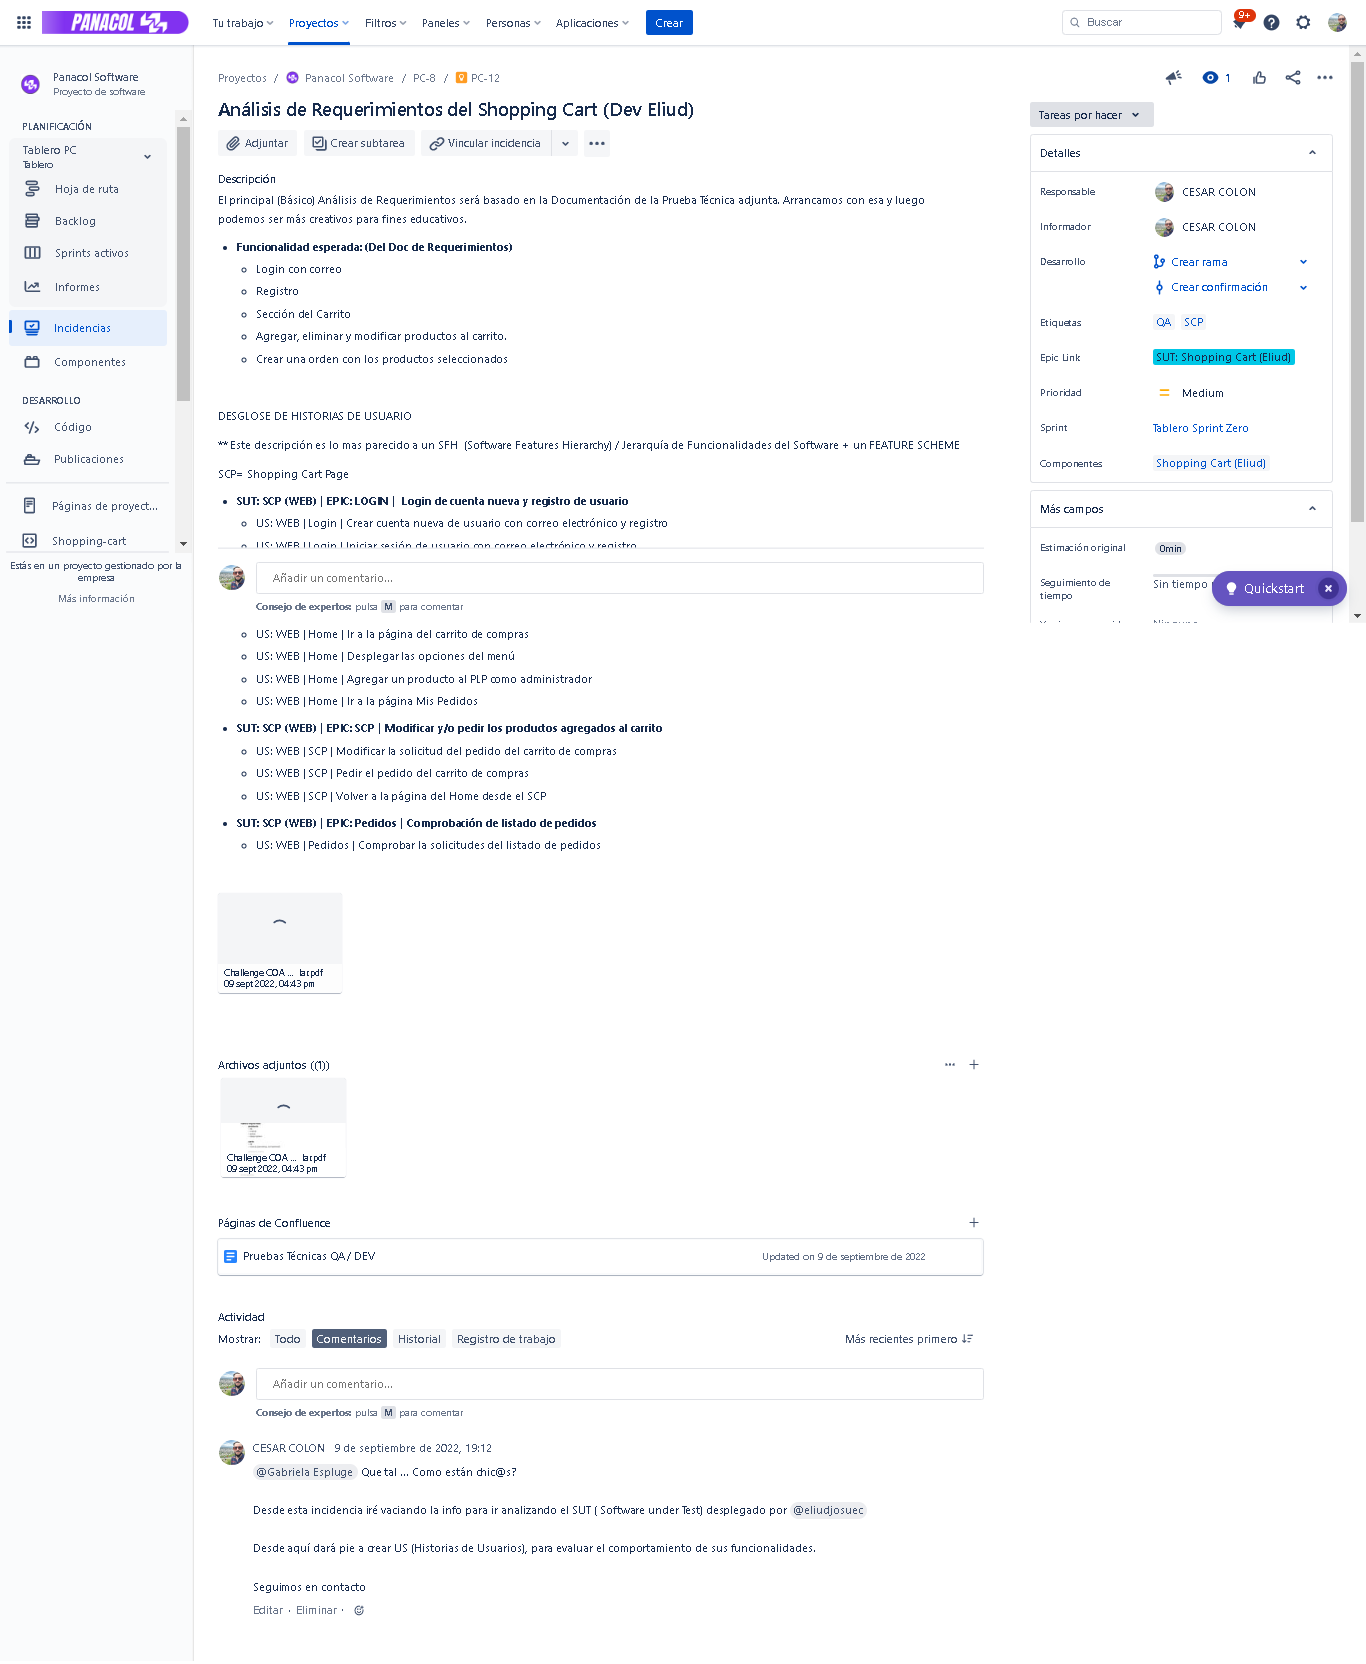 PANACOL
Tu trabajo
Proyectos
Filtros
Paneles
Personas
Aplicaciones
Crear
Buscar
9+
Panacol Software
Proyecto de software
PLANIFICACIÓN
Tablero PC
Tablero
Hoja de ruta
Backlog
Sprints activos
Informes
Incidencias
Componentes
DESARROLLO
Código
Publicaciones
Páginas de proyect...
Shopping-cart
Estás en un proyecto gestionado por la
empresa
Más información
Proyectos / Panacol Software / PC-8 / PC-12
1
Análisis de Requerimientos del Shopping Cart (Dev Eliud)
Adjuntar
Crear subtarea
Vincular incidencia
Descripción
El principal (Básico) Análisis de Requerimientos será basado en la Documentación de la Prueba Técnica adjunta. Arrancamos con esa y luego
podemos ser más creativos para fines educativos.
• Funcionalidad esperada: (Del Doc de Requerimientos)
Login con correo
Registro
Sección del Carrito
Agregar, eliminar y modificar productos al carrito.
Crear una orden con los productos seleccionados
DESGLOSE DE HISTORIAS DE USUARIO
** Este descripción es lo mas parecido a un SFH (Software Features Hierarchy) / Jerarquía de Funcionalidades del Software + un FEATURE SCHEME
SCP= Shopping Cart Page
• SUT: SCP (WEB) | EPIC: LOGIN | Login de cuenta nueva y registro de usuario
US: WEB | Login | Crear cuenta nueva de usuario con correo electrónico y registro
US: WEB | Login | Iniciar sesión de usuario con correo electrónico y registro
Añadir un comentario...
Consejo de expertos: pulsa M para comentar
US: WEB | Home | Ir a la página del carrito de compras
US: WEB | Home | Desplegar las opciones del menú
US: WEB | Home | Agregar un producto al PLP como administrador
US: WEB | Home | Ir a la página Mis Pedidos
• SUT: SCP (WEB) | EPIC: SCP | Modificar y/o pedir los productos agregados al carrito
US: WEB | SCP | Modificar la solicitud del pedido del carrito de compras
US: WEB | SCP | Pedir el pedido del carrito de compras
US: WEB | SCP | Volver a la página del Home desde el SCP
• SUT: SCP (WEB) | EPIC: Pedidos | Comprobación de listado de pedidos
US: WEB | Pedidos | Comprobar la solicitudes del listado de pedidos
Challenge COA ... la.pdf
09 sept 2022, 04:43 pm
Archivos adjuntos ((1))
Challenge COA ... la.pdf
09 sept 2022, 04:43 pm
Páginas de Confluence
Pruebas Técnicas QA / DEV
Updated on 9 de septiembre de 2022
Actividad
Mostrar: Todo Comentarios Historial Registro de trabajo
Más recientes primero
Añadir un comentario...
Consejo de expertos: pulsa M para comentar
CESAR COLON 9 de septiembre de 2022, 19:12
@Gabriela Espluge Que tal ... Como están chic@s?
Desde esta incidencia iré vaciando la info para ir analizando el SUT ( Software under Test) desplegado por @eliudjosuec
Desde aquí dará pie a crear US (Historias de Usuarios), para evaluar el comportamiento de sus funcionalidades.
Seguimos en contacto
Editar · Eliminar ·
Tareas por hacer
Detalles
Responsable CESAR COLON
Informador CESAR COLON
Desarrollo Crear rama
Crear confirmación
Etiquetas QA SCP
Epic Link SUT: Shopping Cart (Eliud)
Prioridad Medium
Sprint Tablero Sprint Zero
Componentes Shopping Cart (Eliud)
Más campos
Estimación original 0min
Seguimiento de
tiempo
Sin tiempo
Quickstart